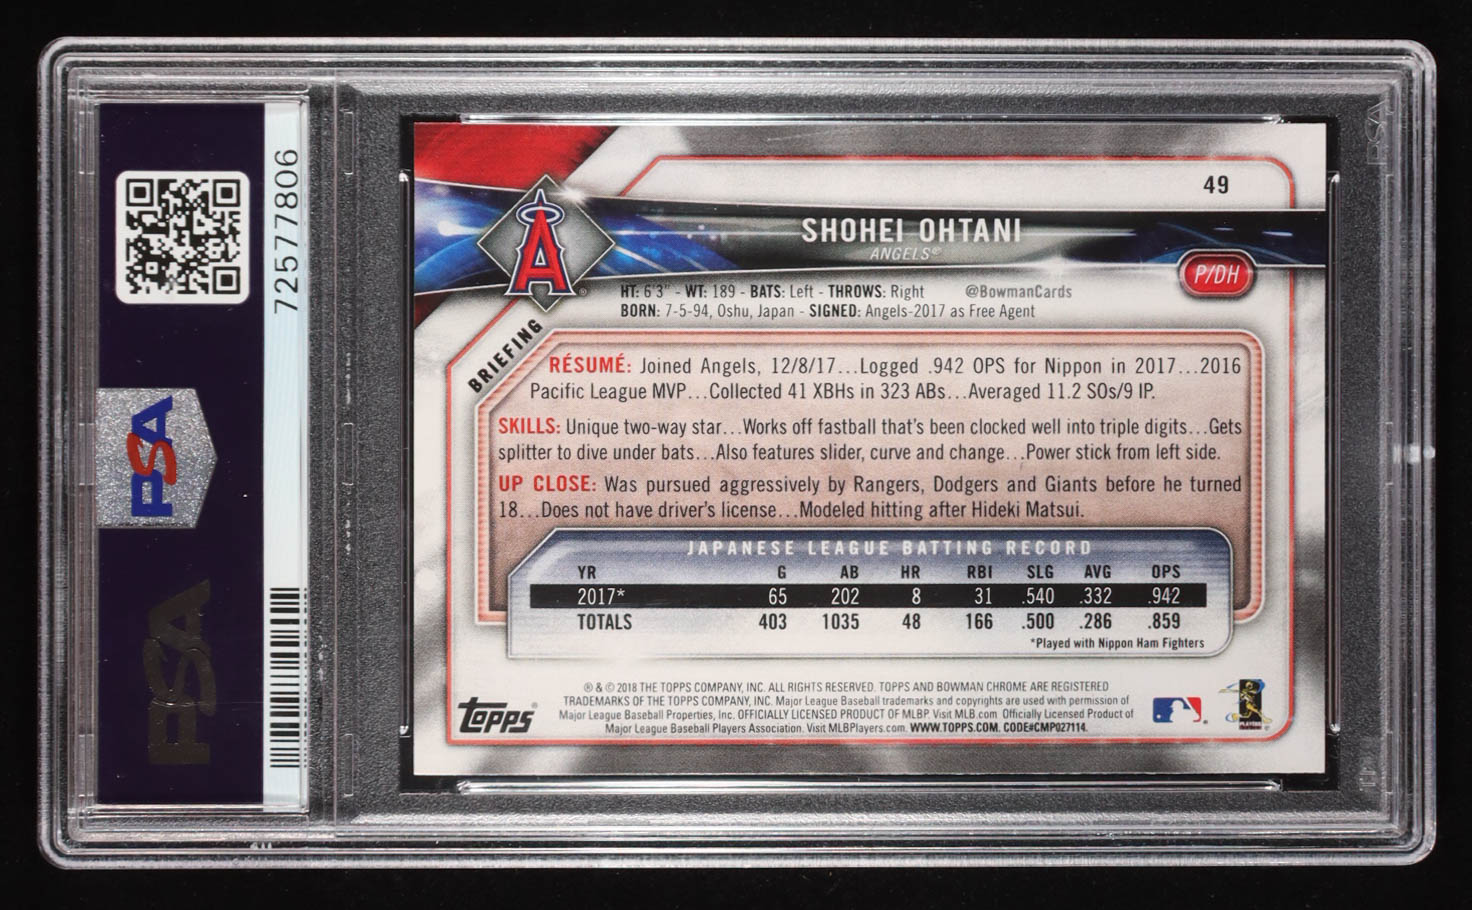 72577806
PSA
PSA
PSA
49
A
SHOHEI OHTANI
ANGELS®
P/DH
HT: 6'3" - WT: 189 - BATS: Left - THROWS: Right @BowmanCards
BORN: 7-5-94, Oshu, Japan - SIGNED: Angels-2017 as Free Agent
BRIEFING
RÉSUMÉ: Joined Angels, 12/8/17...Logged .942 OPS for Nippon in 2017...2016
Pacific League MVP...Collected 41 XBHs in 323 ABs...Averaged 11.2 SOs/9 IP.
SKILLS: Unique two-way star...Works off fastball that's been clocked well into triple digits...Gets
splitter to dive under bats...Also features slider, curve and change...Power stick from left side.
UP CLOSE: Was pursued aggressively by Rangers, Dodgers and Giants before he turned
18...Does not have driver's license...Modeled hitting after Hideki Matsui.
JAPANESE LEAGUE BATTING RECORD
YR G AB HR RBI SLG AVG OPS
2017* 65 202 8 31 .540 .332 .942
TOTALS 403 1035 48 166 .500 .286 .859
*Played with Nippon Ham Fighters
® & © 2018 THE TOPPS COMPANY, INC. ALL RIGHTS RESERVED. TOPPS AND BOWMAN CHROME ARE REGISTERED
TRADEMARKS OF THE TOPPS COMPANY, INC. Major League Baseball trademarks and copyrights are used with permission of
Major League Baseball Properties, Inc. OFFICIALLY LICENSED PRODUCT OF MLBP. Visit MLB.com Officially Licensed Product of
Major League Baseball Players Association. Visit MLBPlayers.com. WWW.TOPPS.COM. CODE#CMP027114.
topps®